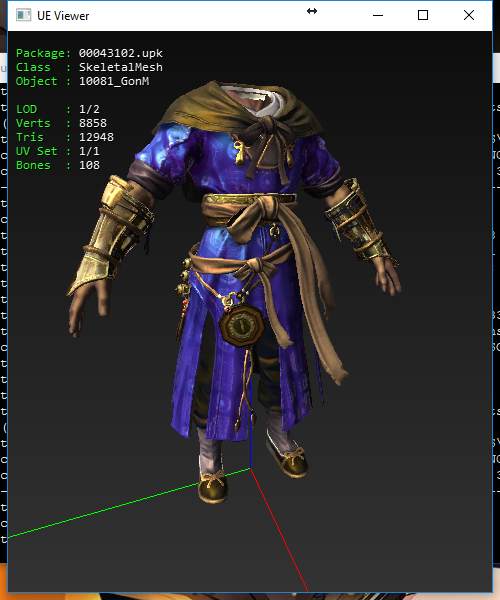 UE Viewer
Package: 00043102.upk
Class : SkeletalMesh
Object : 10081_GonM
LOD : 1/2
Verts : 8858
Tris : 12948
UV Set : 1/1
Bones : 108